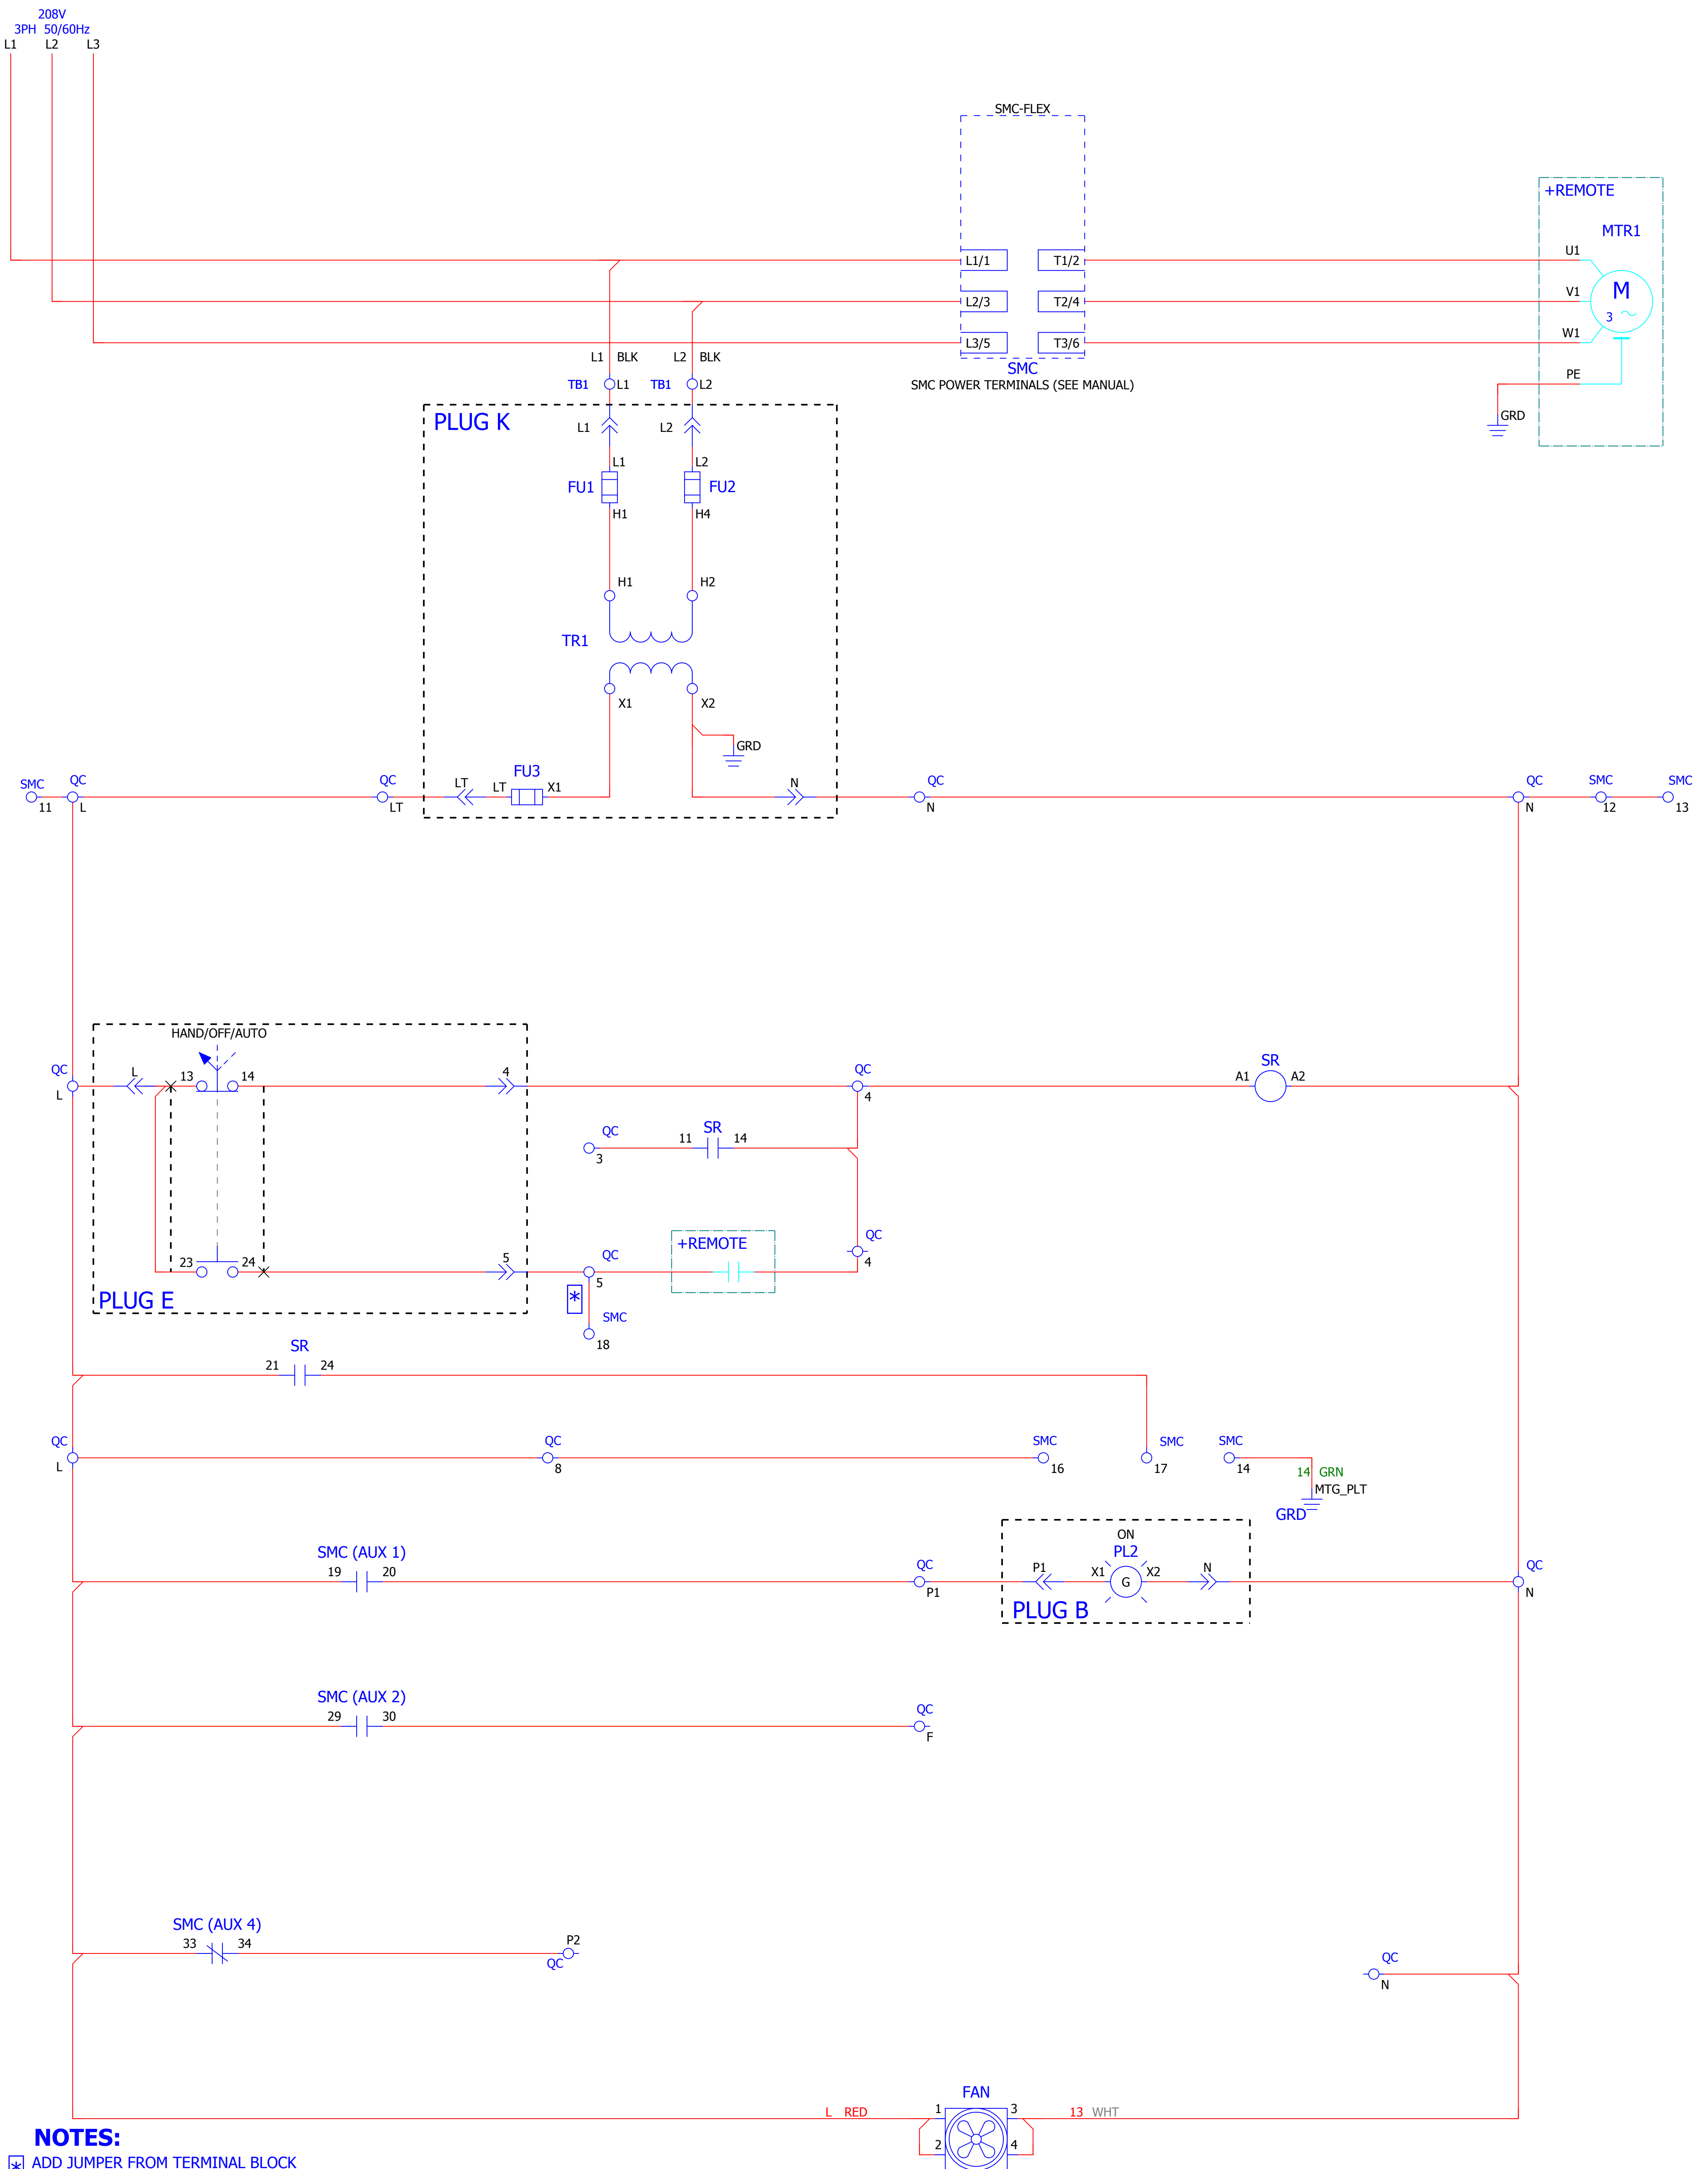 208V
3PH 50/60Hz
L1 L2 L3
SMC-FLEX
+REMOTE
MTR1
L1/1 T1/2 U1
L2/3 T2/4 V1
M
3
L3/5 T3/6 W1
L1 BLK L2 BLK
SMC
SMC POWER TERMINALS (SEE MANUAL)
PE
TB1 L1 TB1 L2
GRD
PLUG K
L1 L2
L1 L2
FU1 FU2
H1 H4
H1 H2
TR1
X1 X2
GRD
SMC QC QC LT LT FU3 X1 N QC QC SMC SMC
11 L LT N N 12 13
HAND/OFF/AUTO
QC L 13 14 4 QC SR
L 4 A1 A2
QC SR
11 14
3
+REMOTE
QC
4
23 24 5 QC
5
*
PLUG E
SMC
18
SR
21 24
QC QC SMC SMC SMC
L 8 16 17 14
14 GRN
MTG_PLT
GRD
SMC (AUX 1)
19 20
QC
P1
ON
PL2
P1 X1 G X2 N
PLUG B
QC
N
SMC (AUX 2)
29 30
QC
F
SMC (AUX 4)
33 34
P2
QC
QC
N
FAN
L RED 1 3 13 WHT
2 4
NOTES:
* ADD JUMPER FROM TERMINAL BLOCK